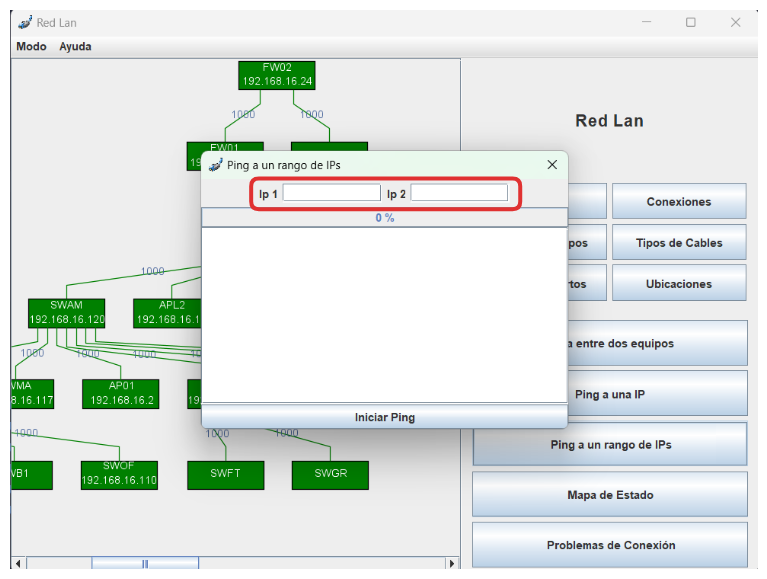 Red Lan
Modo Ayuda
FW02
192.168.16.24
1000 1000
FW01
19
Red Lan
Ping a un rango de IPs
Ip 1 Ip 2
0 %
Conexiones
pos Tipos de Cables
tos Ubicaciones
1000
SWAM
192.168.16.120
APL2
192.168.16.1
1000 1000 1000 10
a entre dos equipos
WMA
8.16.117
AP01
192.168.16.2
19
Ping a una IP
Iniciar Ping
1000 1000 1000
Ping a un rango de IPs
WB1
SWOF
192.168.16.110
SWFT
SWGR
Mapa de Estado
Problemas de Conexión